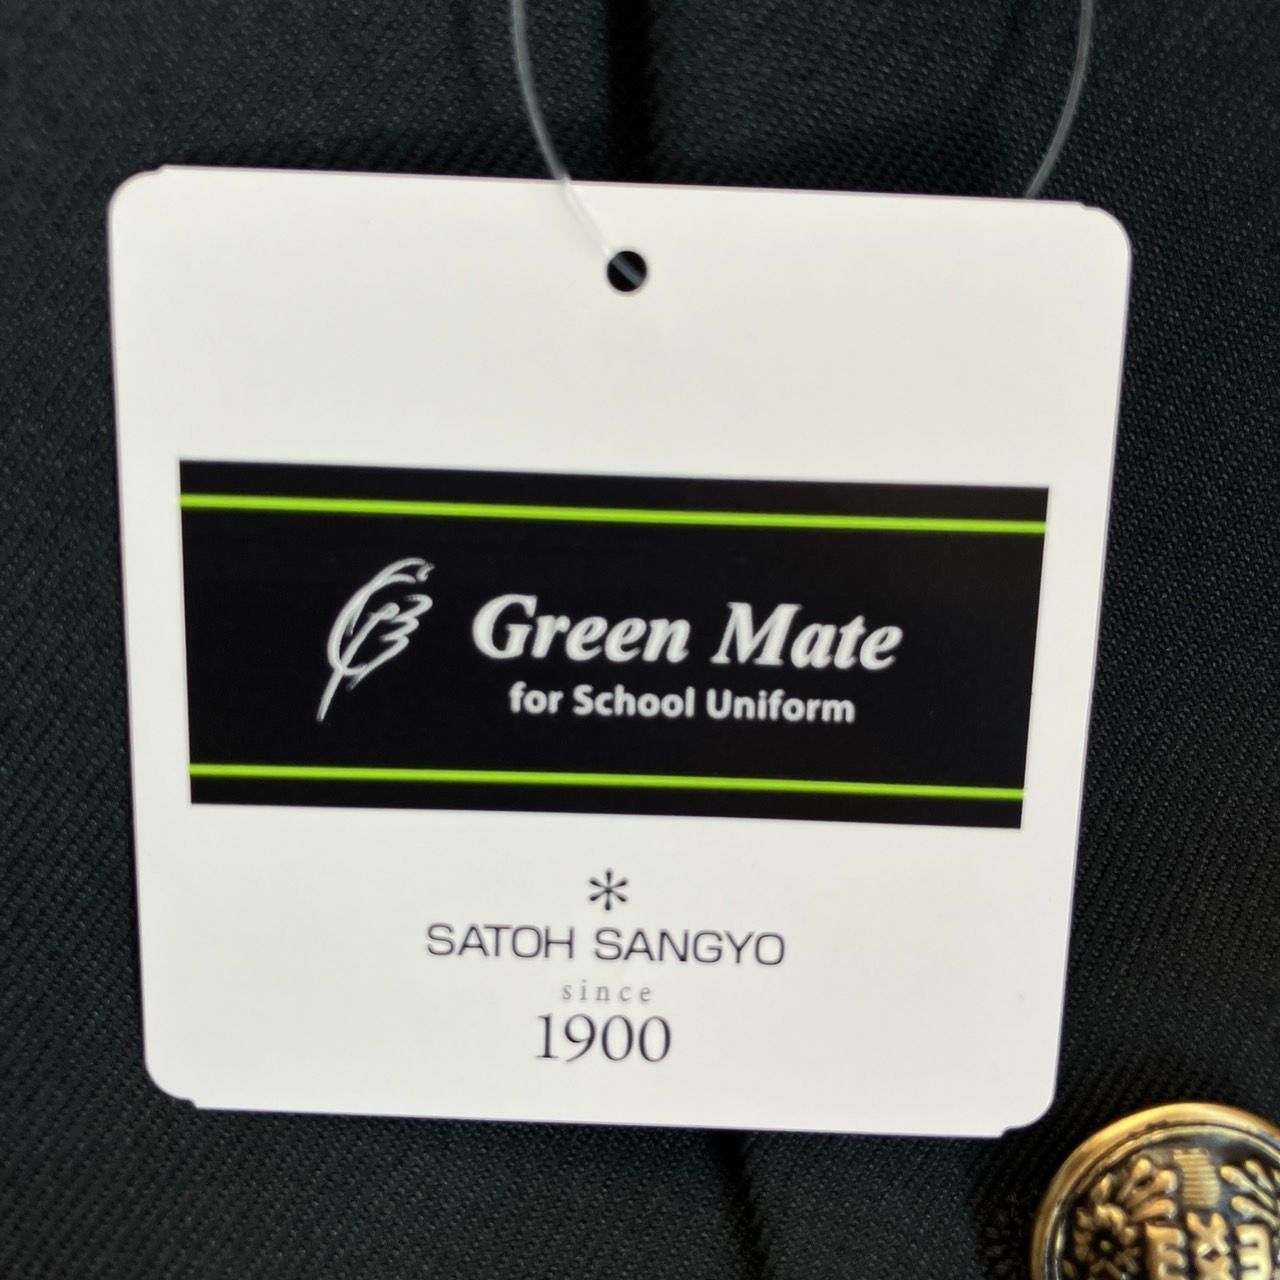 Green Mate
for School Uniform
SATOH SANGYO
since
1900